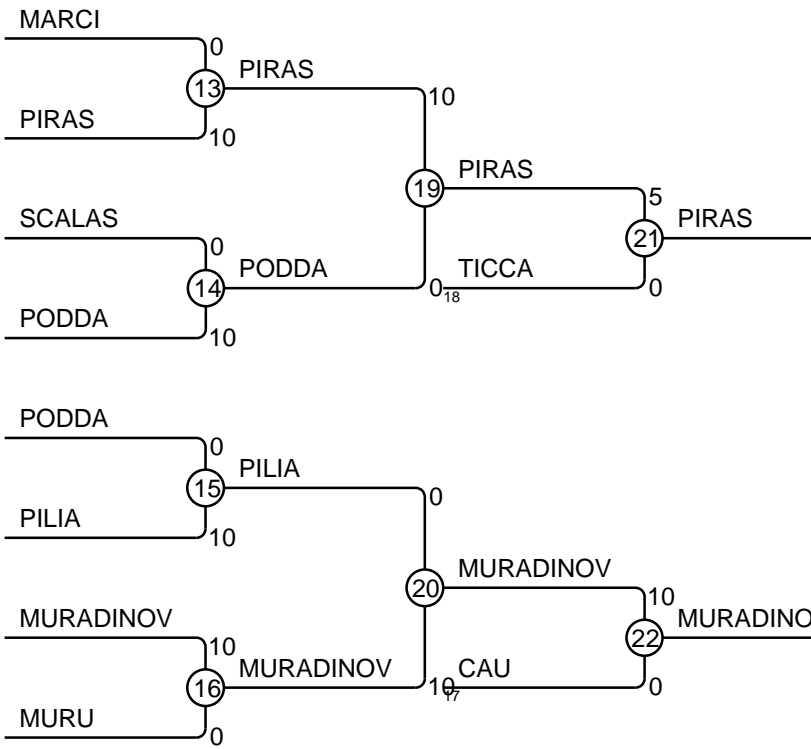 MARCI
0
13
PIRAS
10
PIRAS
10
SCALAS
0
14
PODDA
10
PODDA
0
18
19
PIRAS
5
TICCA
0
21
PIRAS
PODDA
0
15
PILIA
10
PILIA
0
MURADINOV
10
16
MURU
0
MURADINOV
10
17
20
MURADINOV
10
CAU
0
22
MURADINO